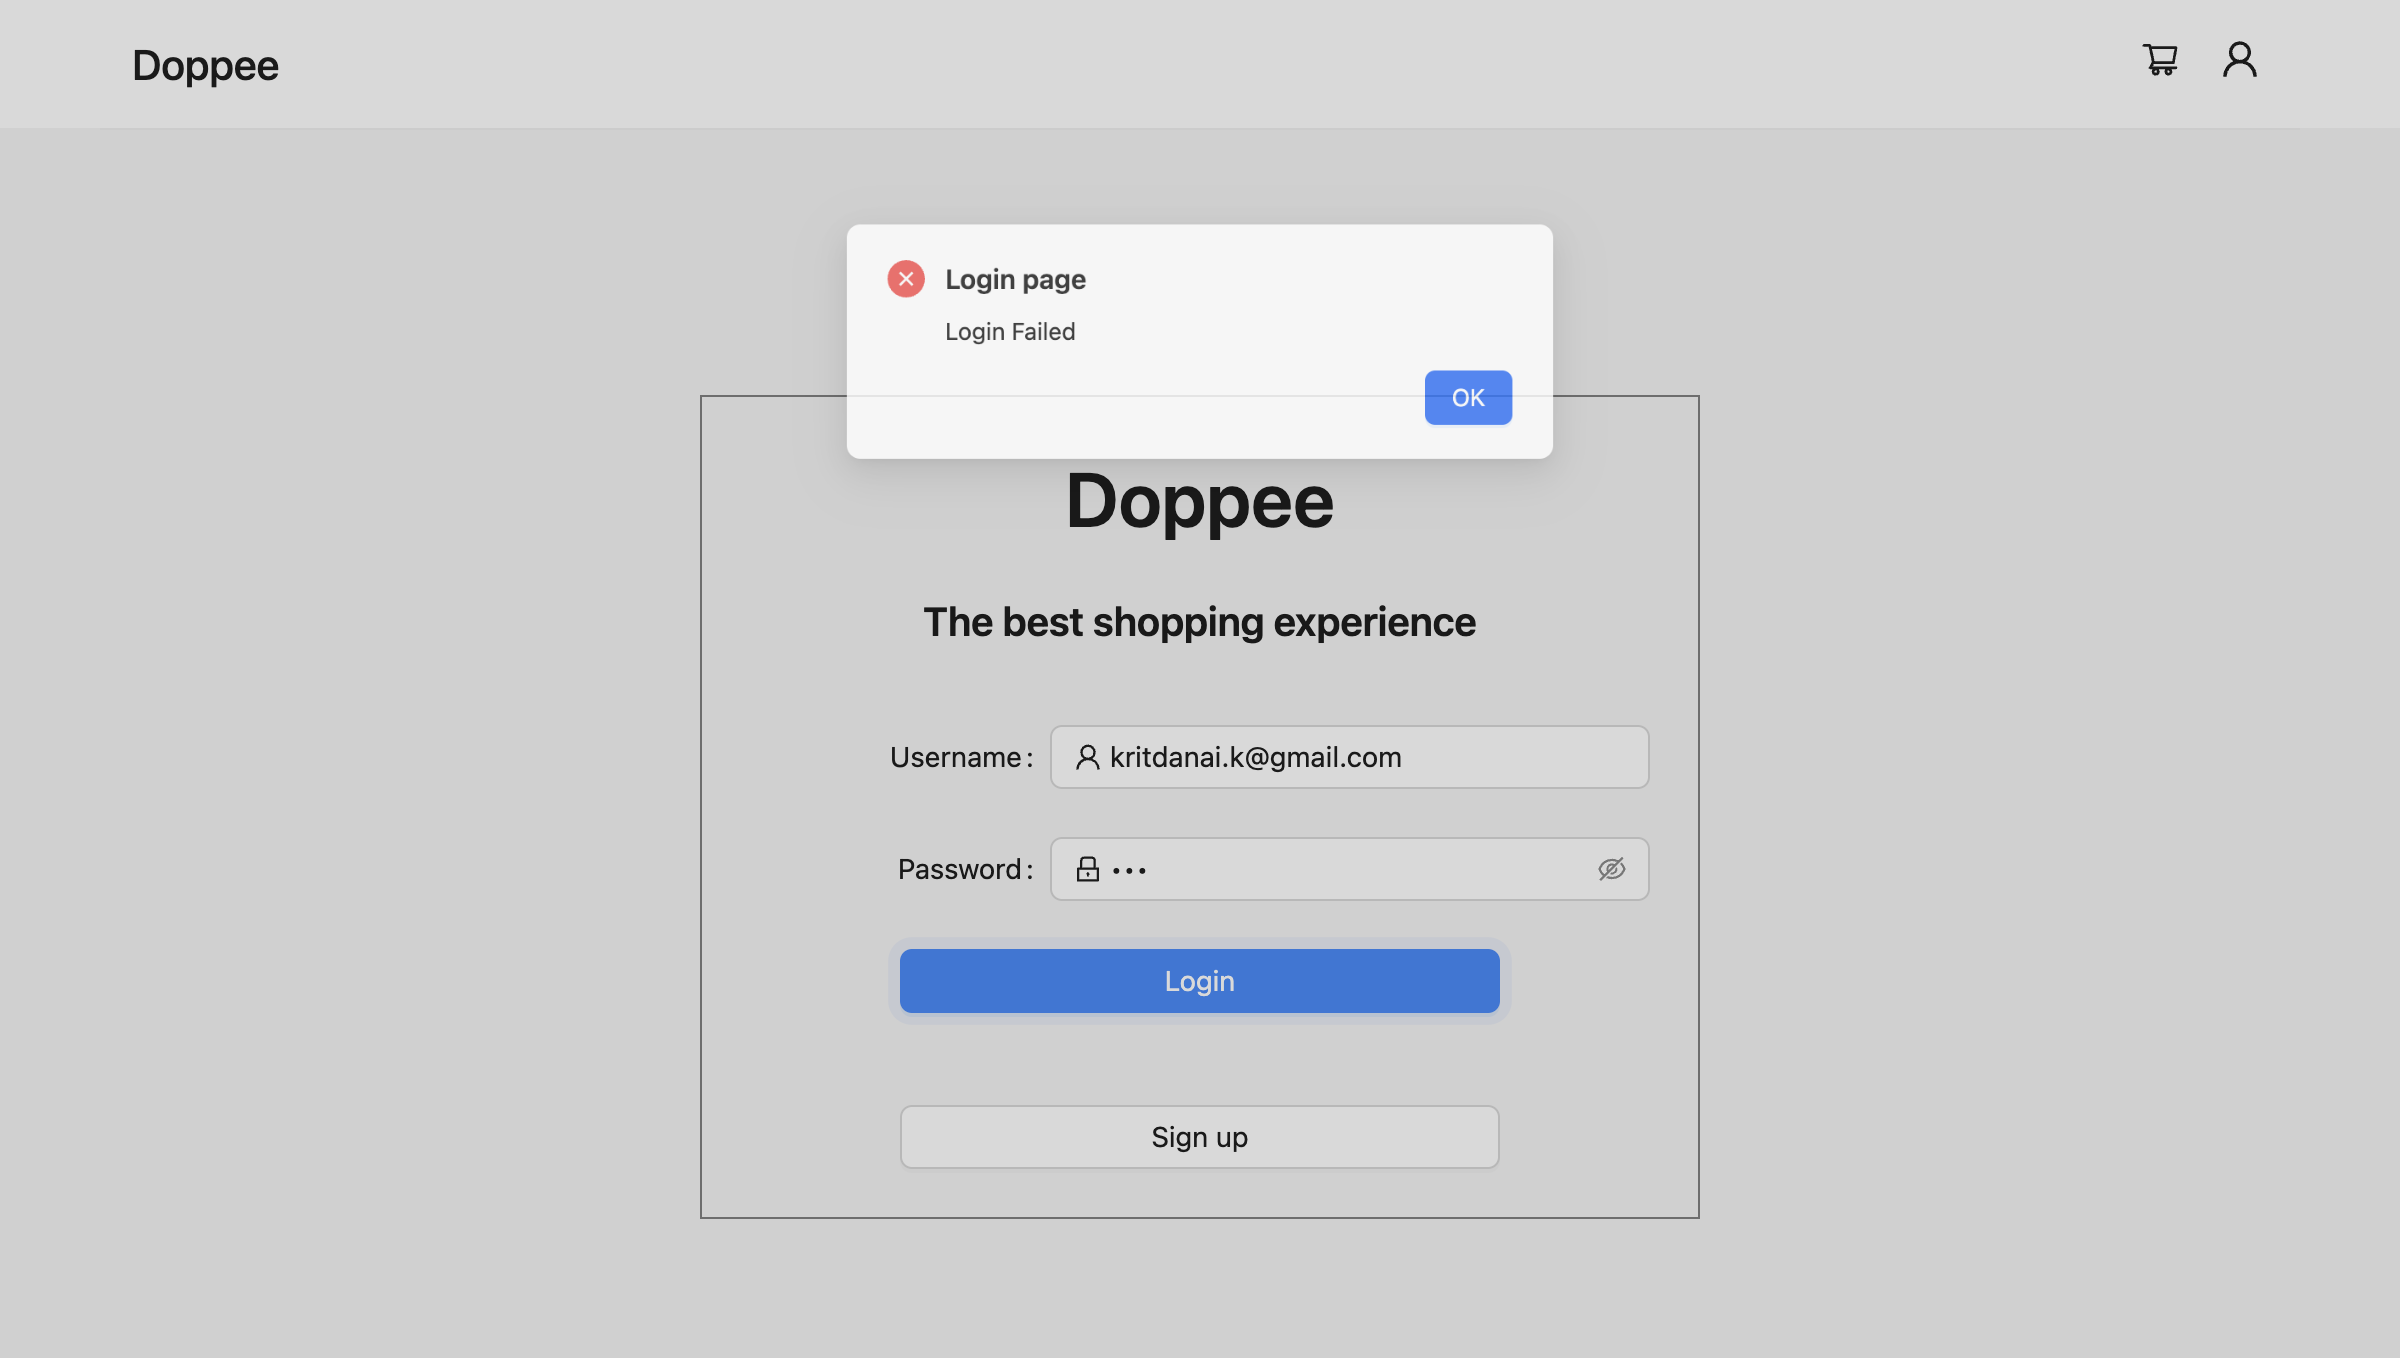 Doppee
Login page
Login Failed
OK
Doppee
The best shopping experience
Username: kritdanai.k@gmail.com
Password: •••
Login
Sign up